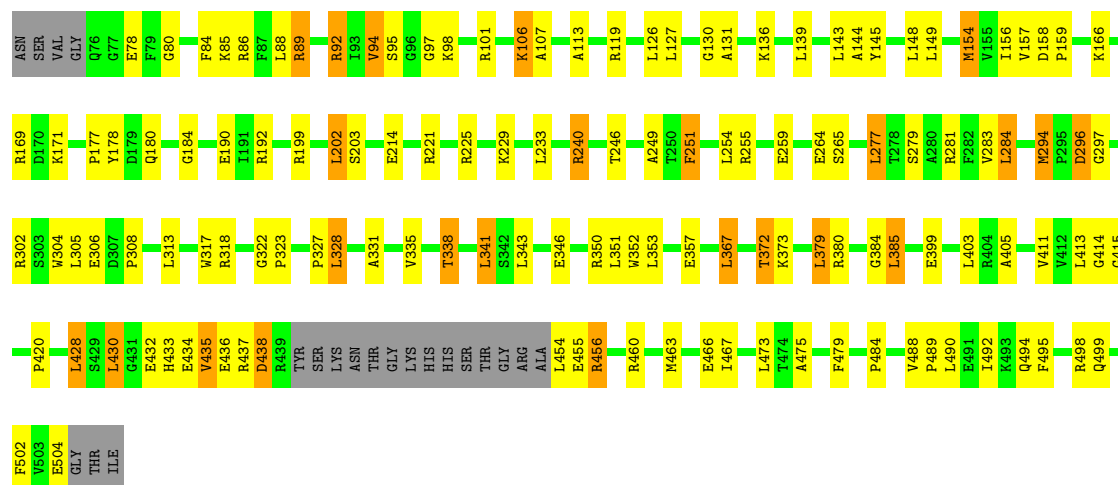 ASN SER VAL GLY Q76 G77 E78 F79 G80 F84 K85 R86 F87 L88 R89 R92 I93 V94 S95 G96 G97 K98 R101 K106 A107 A113 R119 L126 L127 G130 A131 K136 L139 L143 A144 Y145 L148 L149 M154 V155 I156 V157 D158 P159 K166
R169 D170 K171 P177 Y178 D179 Q180 G184 E190 I191 R192 R199 L202 S203 E214 R221 R225 K229 L233 R240 T246 A249 T250 F251 L254 R255 E259 E264 S265 L277 T278 S279 A280 R281 F282 V283 L284 M294 P295 D296 G297
R302 S303 W304 L305 E306 D307 P308 L313 W317 R318 G322 P323 P327 L328 A331 V335 T338 L341 S342 L343 E346 R350 L351 W352 L353 E357 L367 T372 K373 L379 R380 G384 L385 E399 L403 R404 A405 V411 V412 L413 G414 G415
P420 L428 S429 L430 G431 E432 H433 E434 V435 E436 R437 D438 R439 TYR SER LYS ASN THR GLY LYS HIS HIS SER THR GLY ARG ALA L454 E455 R456 R460 M463 E466 I467 L473 T474 A475 F479 P484 V488 P489 L490 E491 I492 K493 Q494 F495 R498 Q499
F502 V503 E504 GLY THR ILE